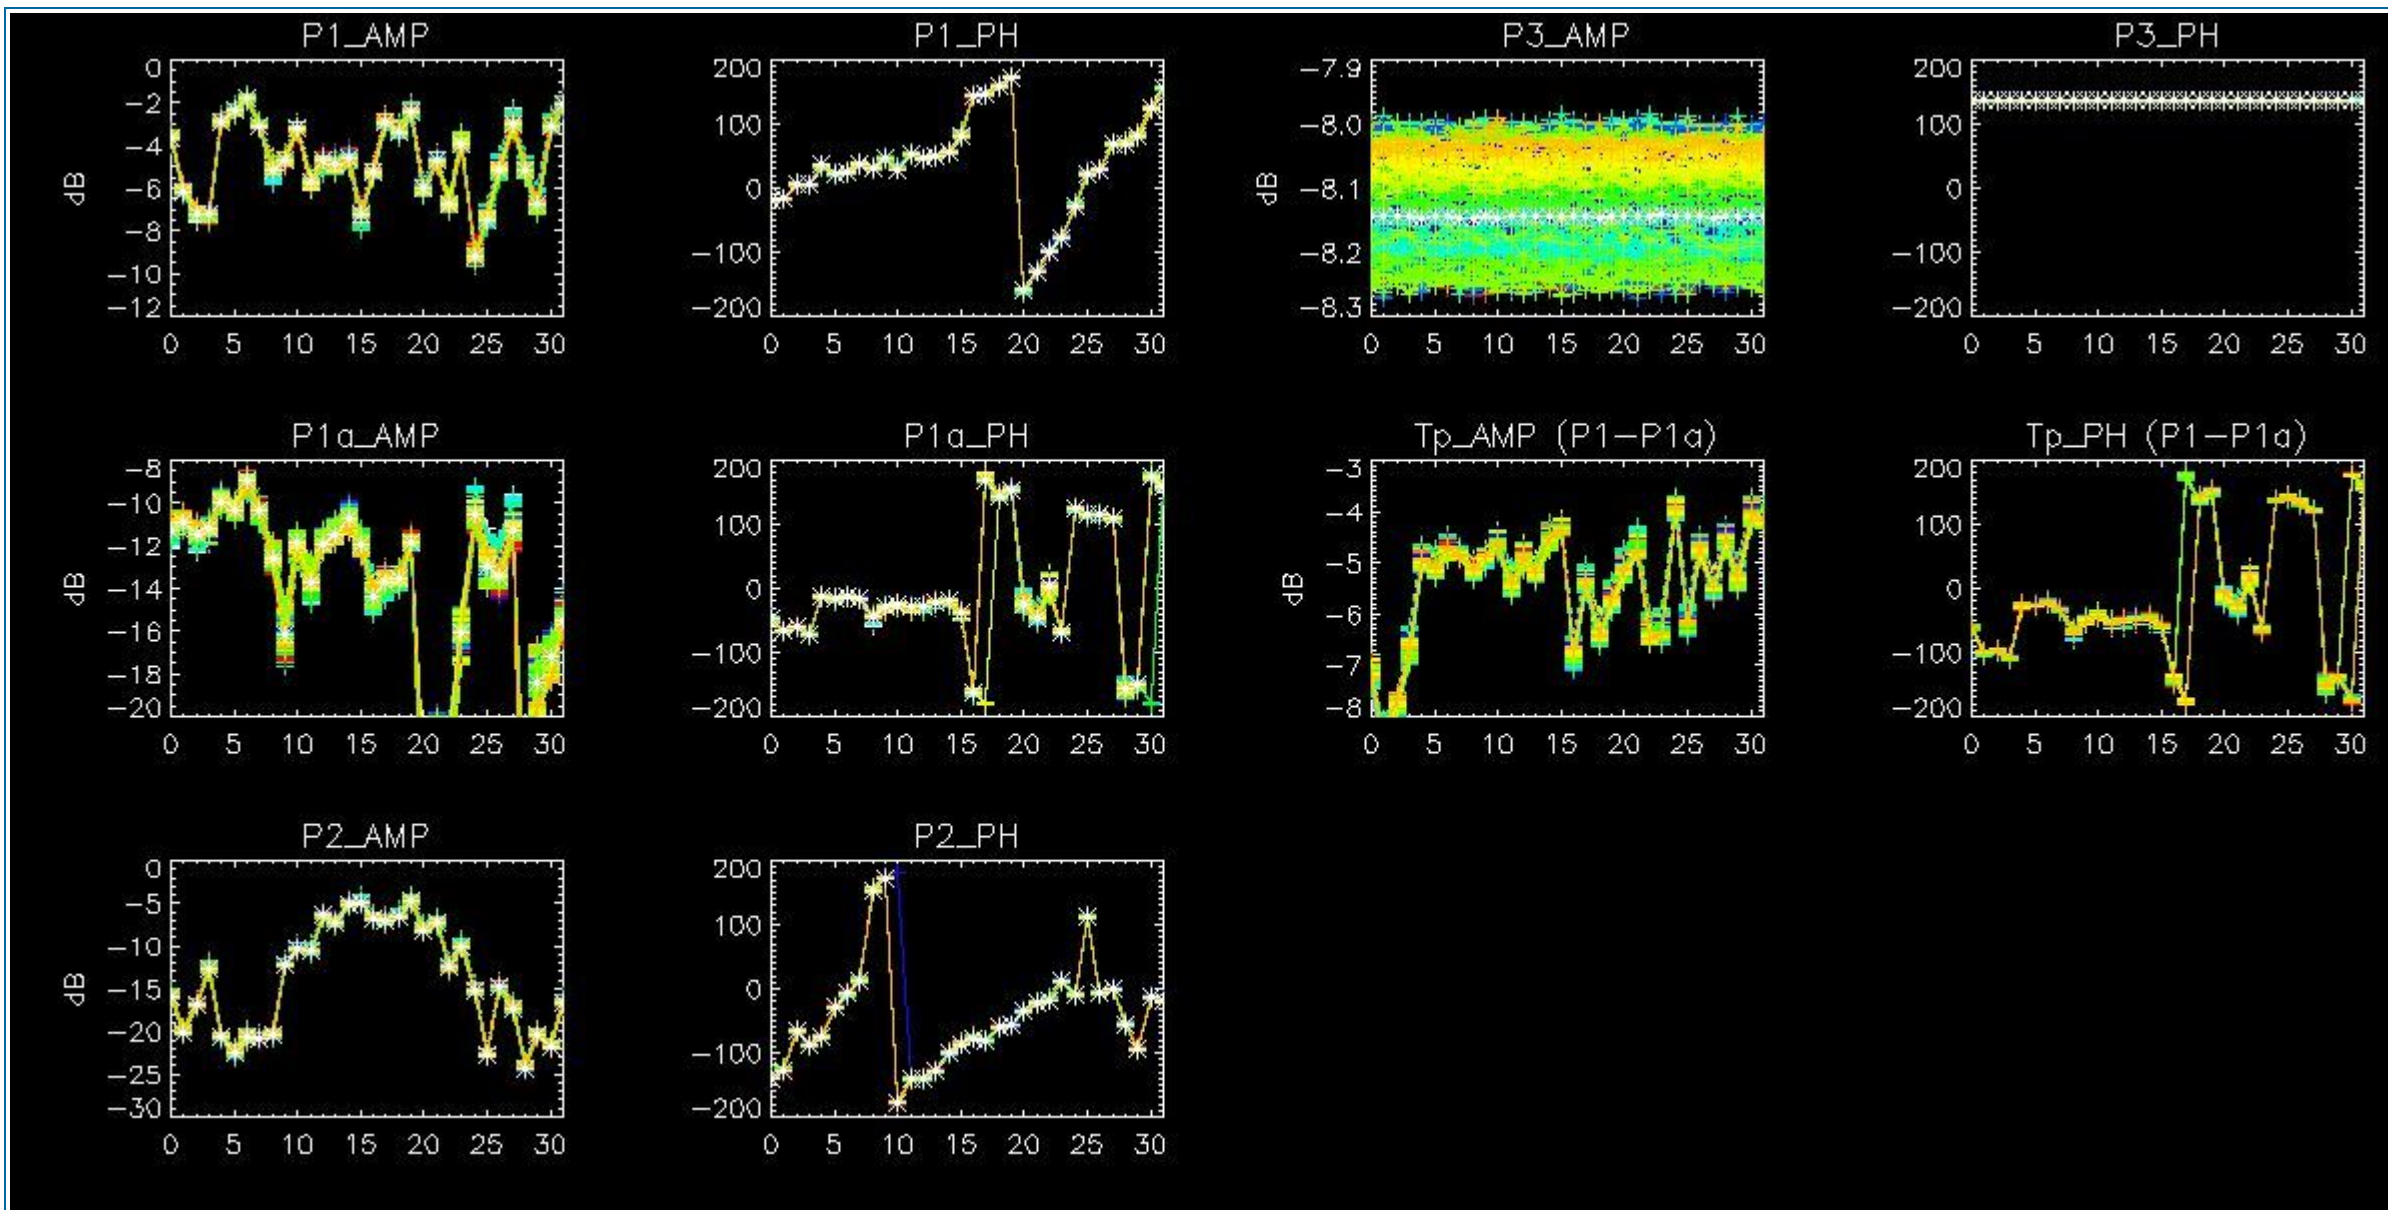 P1_AMP P1_PH P3_AMP P3_PH
0 200 -7.9 200
-2 100 -8.0 100
-4 0 -8.1 0
-6 -100 -8.2 -100
-8 -200 -8.3 -200
-10
-12
dB dB
0 5 10 15 20 25 30 0 5 10 15 20 25 30 0 5 10 15 20 25 30 0 5 10 15 20 25 30
P1a_AMP P1a_PH Tp_AMP (P1-P1a) Tp_PH (P1-P1a)
-8 200 -3 200
-10 100 -4 100
-12 0 -5 0
-14 -100 -6 -100
-16 -200 -7 -200
-18 -8
-20
dB dB
0 5 10 15 20 25 30 0 5 10 15 20 25 30 0 5 10 15 20 25 30 0 5 10 15 20 25 30
P2_AMP P2_PH
0 200
-5 100
-10 0
-15 -100
-20 -200
-25
-30
dB
0 5 10 15 20 25 30 0 5 10 15 20 25 30